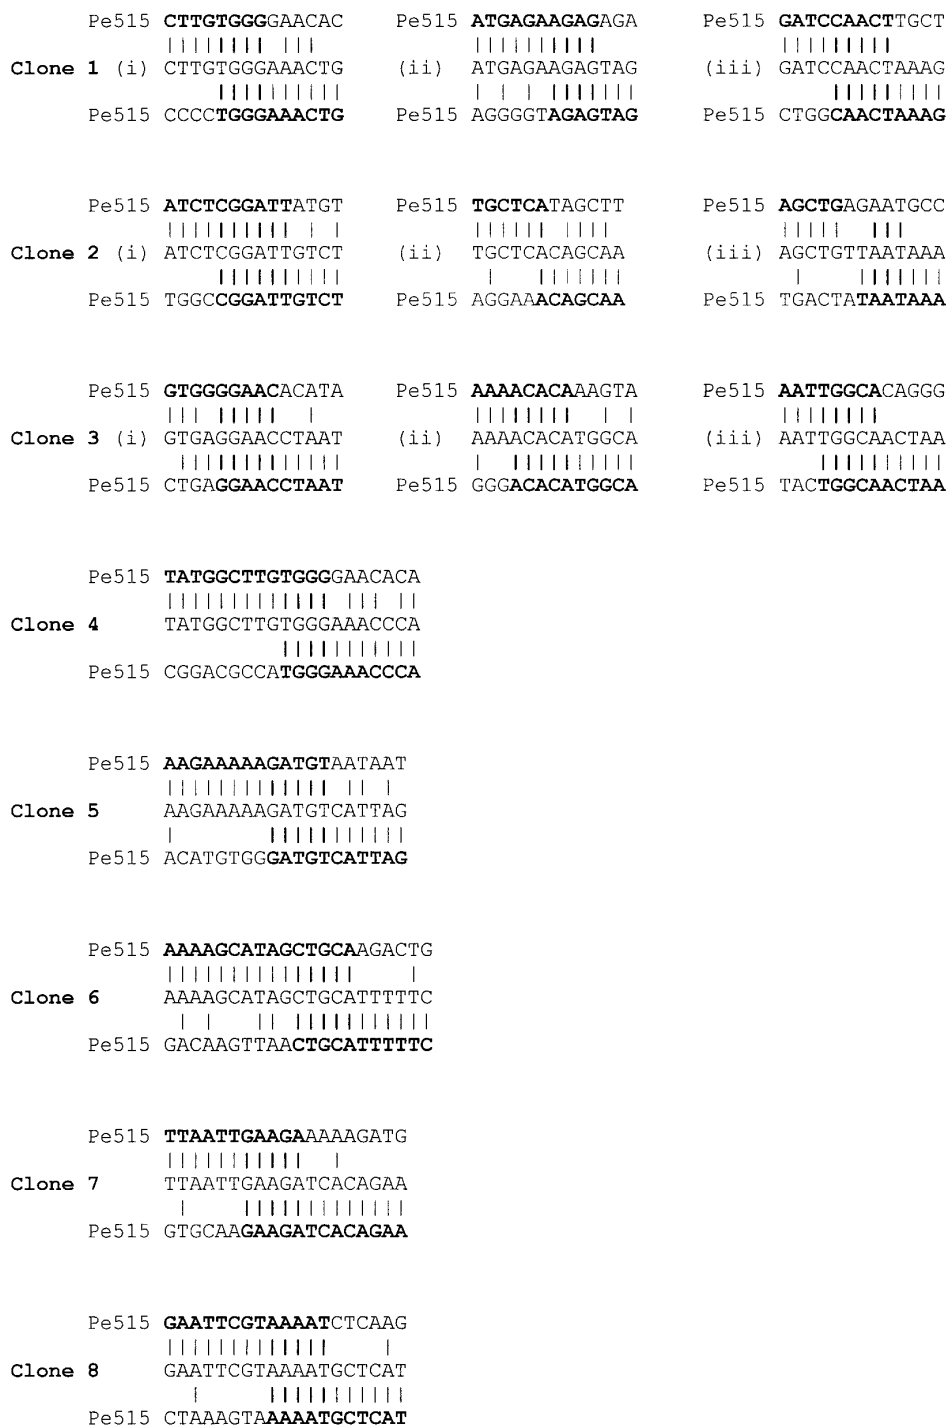 Pe515 CTTGTGGGGAACAC Pe515 ATGAGAAGAGAGA Pe515 GATCCAACTTGCT
Clone 1 (i) CTTGTGGGAAACTG (ii) ATGAGAAGAGTAG (iii) GATCCAACTAAAG
Pe515 CCCCTGGGAAACTG Pe515 AGGGGTAGAGTAG Pe515 CTGGCAACTAAAG
Pe515 ATCTCGGATTATGT Pe515 TGCTCATAGCTT Pe515 AGCTGAGAATGCC
Clone 2 (i) ATCTCGGATTGTCT (ii) TGCTCACAGCAA (iii) AGCTGTTAATAAA
Pe515 TGGCCGGATTGTCT Pe515 AGGAAACAGCAA Pe515 TGACTATAATAAA
Pe515 GTGGGGAACACATA Pe515 AAAACACAAAGTA Pe515 AATTGGCACAGGG
Clone 3 (i) GTGAGGAACCTAAT (ii) AAAACACATGGCA (iii) AATTGGCAACTAA
Pe515 CTGAGGAACCTAAT Pe515 GGGACACATGGCA Pe515 TACTGGCAACTAA
Pe515 TATGGCTTGTGGGGAACACA
Clone 4 TATGGCTTGTGGGAAACCCA
Pe515 CGGACGCCATGGGAAACCCA
Pe515 AAGAAAAAGATGTAATAAT
Clone 5 AAGAAAAAGATGTCATTAG
Pe515 ACATGTGGGATGTCATTAG
Pe515 AAAAGCATAGCTGCAAGACTG
Clone 6 AAAAGCATAGCTGCATTTTTC
Pe515 GACAAGTTAACTGCATTTTTC
Pe515 TTAATTGAAGAAAAAGATG
Clone 7 TTAATTGAAGATCACAGAA
Pe515 GTGCAAGAAGATCACAGAA
Pe515 GAATTCGTAAAATCTCAAG
Clone 8 GAATTCGTAAAATGCTCAT
Pe515 CTAAAGTAAAAATGCTCAT